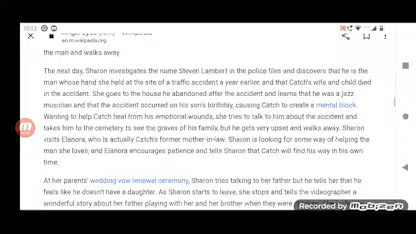 10:13
en.m.wikipedia.org
the man and walks away.
The next day, Sharon investigates the name Steven Lambert in the police files and discovers that he is the
man whose hand she held at the site of a traffic accident a year earlier, and that Catch's wife and child died
in the accident. She goes to the house he abandoned after the accident and learns that he was a jazz
musician and that the accident occurred on his son's birthday, causing Catch to create a mental block.
Wanting to help Catch heal from his emotional wounds, she tries to talk to him about the accident and
takes him to the cemetery to see the graves of his family, but he gets very upset and walks away. Sharon
visits Elanora, who is actually Catch's former mother-in-law. Sharon is looking for some way of helping the
man she loves, and Elanora encourages patience and tells Sharon that Catch will find his way in his own
time.
At her parents' wedding vow renewal ceremony, Sharon tries talking to her father but he tells her that he
feels like he doesn't have a daughter. As Sharon starts to leave, she stops and tells the videographer a
wonderful story about her father playing with her and her brother when they were
Recorded by Mobizen